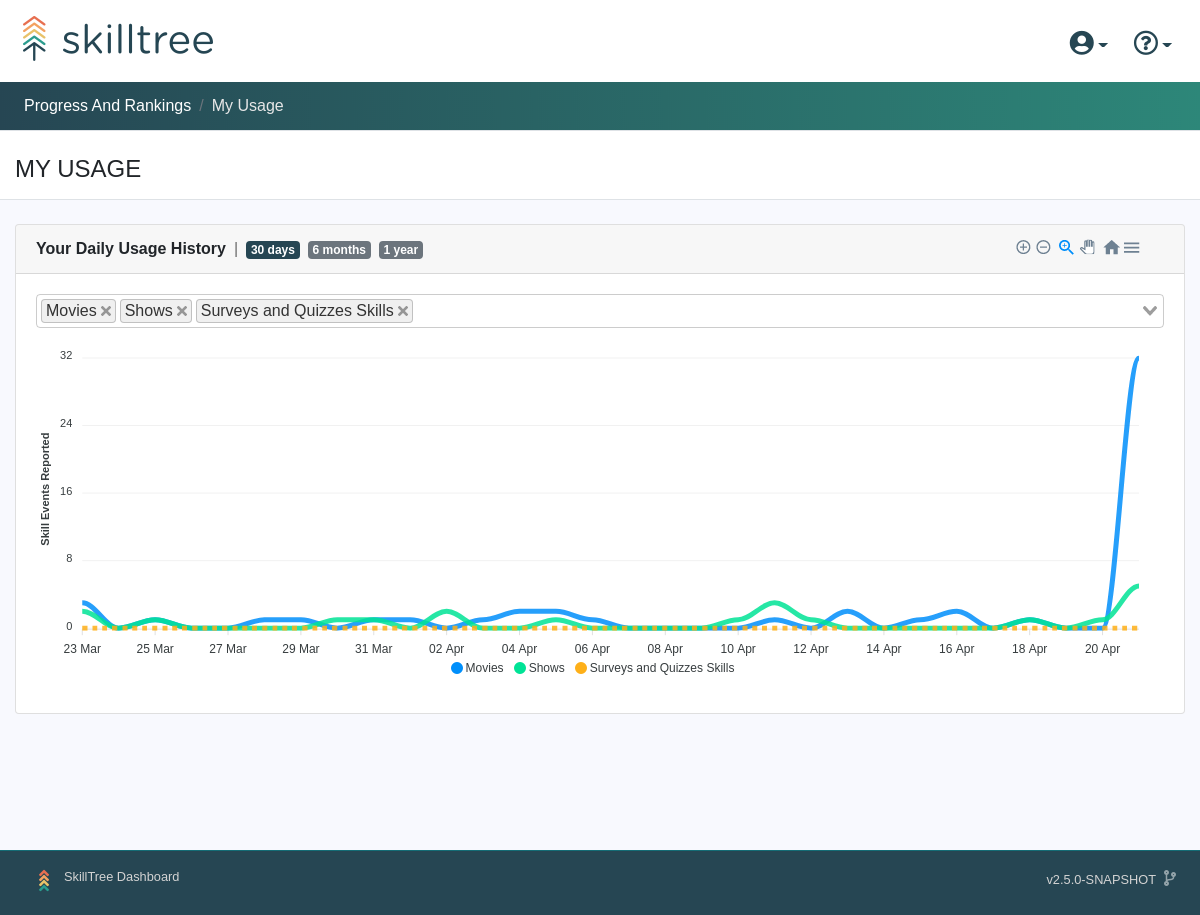 skilltree
Progress And Rankings / My Usage
MY USAGE
Your Daily Usage History | 30 days 6 months 1 year
Movies Shows Surveys and Quizzes Skills
32
24
16
8
0
Skill Events Reported
23 Mar 25 Mar 27 Mar 29 Mar 31 Mar 02 Apr 04 Apr 06 Apr 08 Apr 10 Apr 12 Apr 14 Apr 16 Apr 18 Apr 20 Apr
Movies Shows Surveys and Quizzes Skills
SkillTree Dashboard
v2.5.0-SNAPSHOT